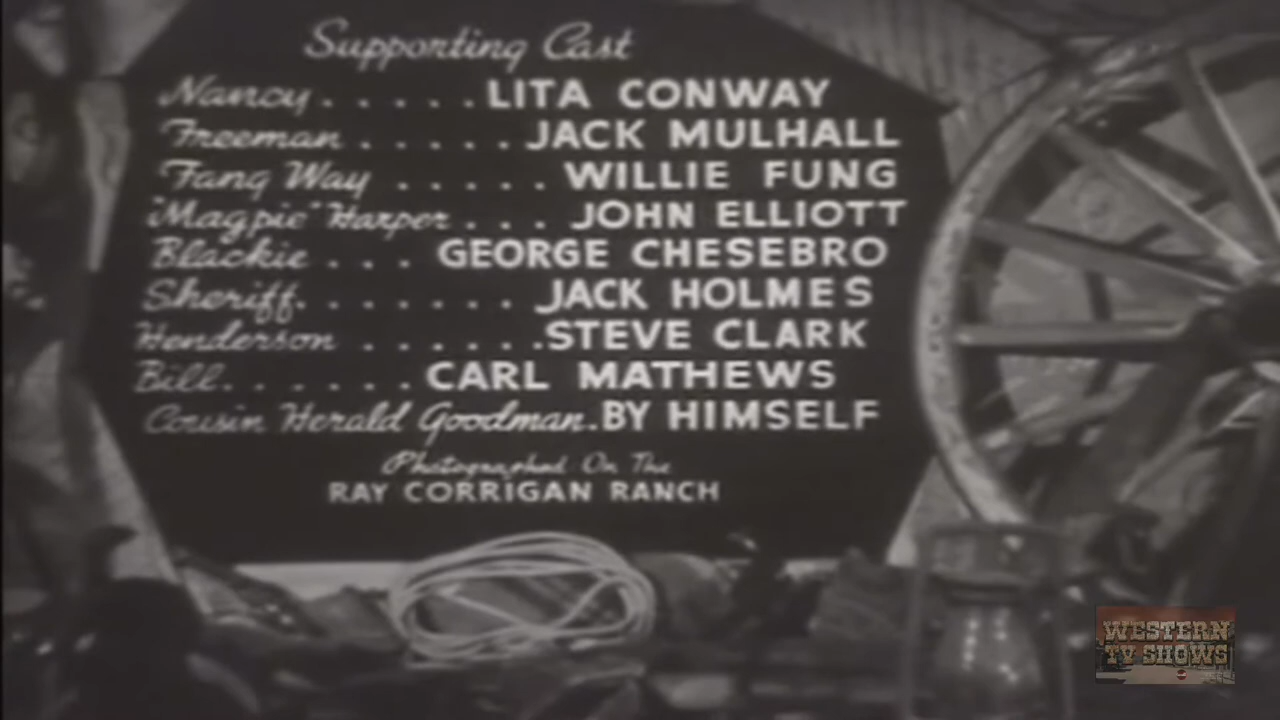 Supporting Cast
Nancy.....LITA CONWAY
Freeman......JACK MULHALL
Fang Way .....WILLIE FUNG
"Magpie" Harper...JOHN ELLIOTT
Blackie...GEORGE CHESEBRO
Sheriff.......JACK HOLMES
Henderson......STEVE CLARK
Bill......CARL MATHEWS
Cousin Herald Goodman..BY HIMSELF
Photographed On The
RAY CORRIGAN RANCH
WESTERN
TV SHOWS